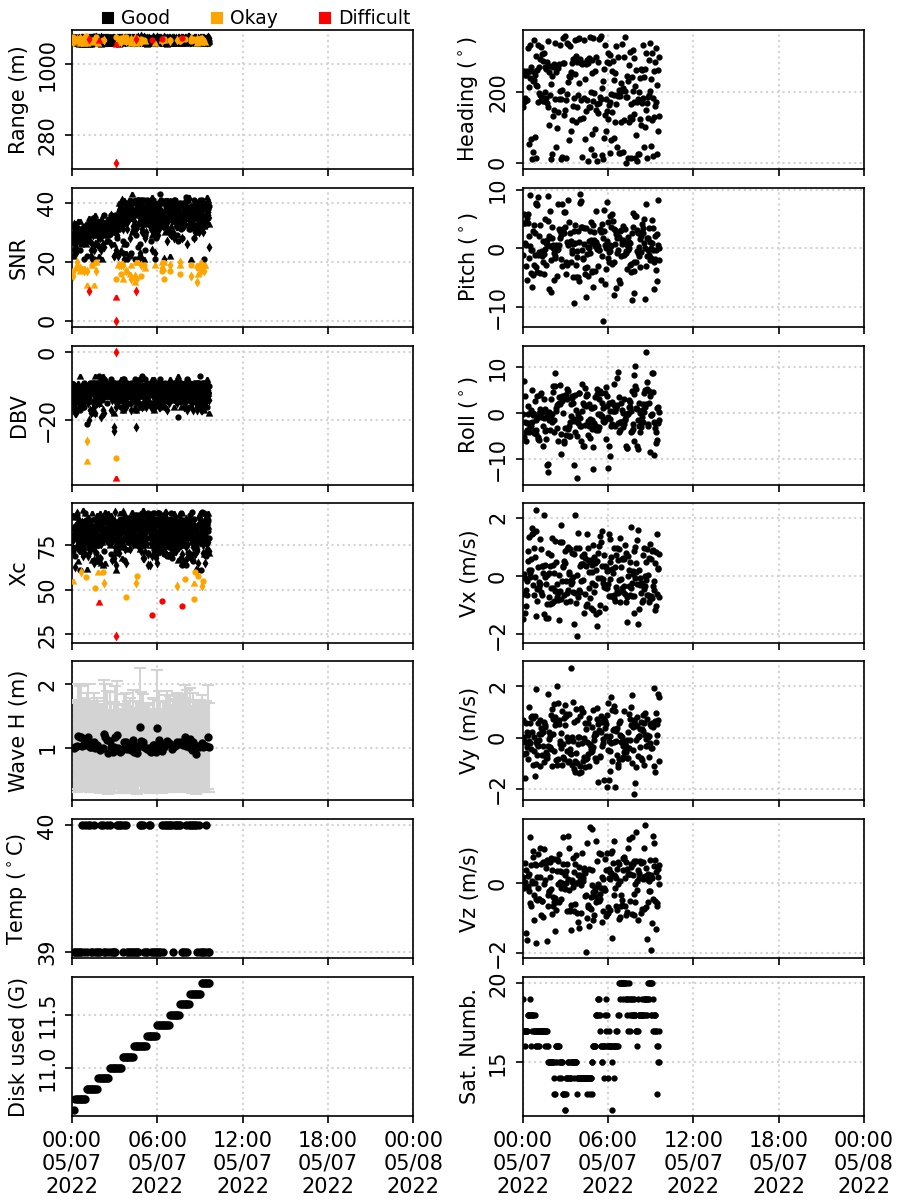 Good Okay Difficult
Range (m)
1000
280
Heading (°)
200
0
SNR
40
20
0
Pitch (°)
10
0
−10
DBV
0
−20
Roll (°)
10
0
−10
Xc
75
50
25
Vx (m/s)
2
0
−2
Wave H (m)
2
1
Vy (m/s)
2
0
−2
Temp (°C)
40
39
Vz (m/s)
0
−2
Disk used (G)
11.5
11.0
Sat. Numb.
20
15
00:00 06:00 12:00 18:00 00:00 00:00 06:00 12:00 18:00 00:00
05/07 05/07 05/07 05/07 05/08 05/07 05/07 05/07 05/07 05/08
2022 2022 2022 2022 2022 2022 2022 2022 2022 2022